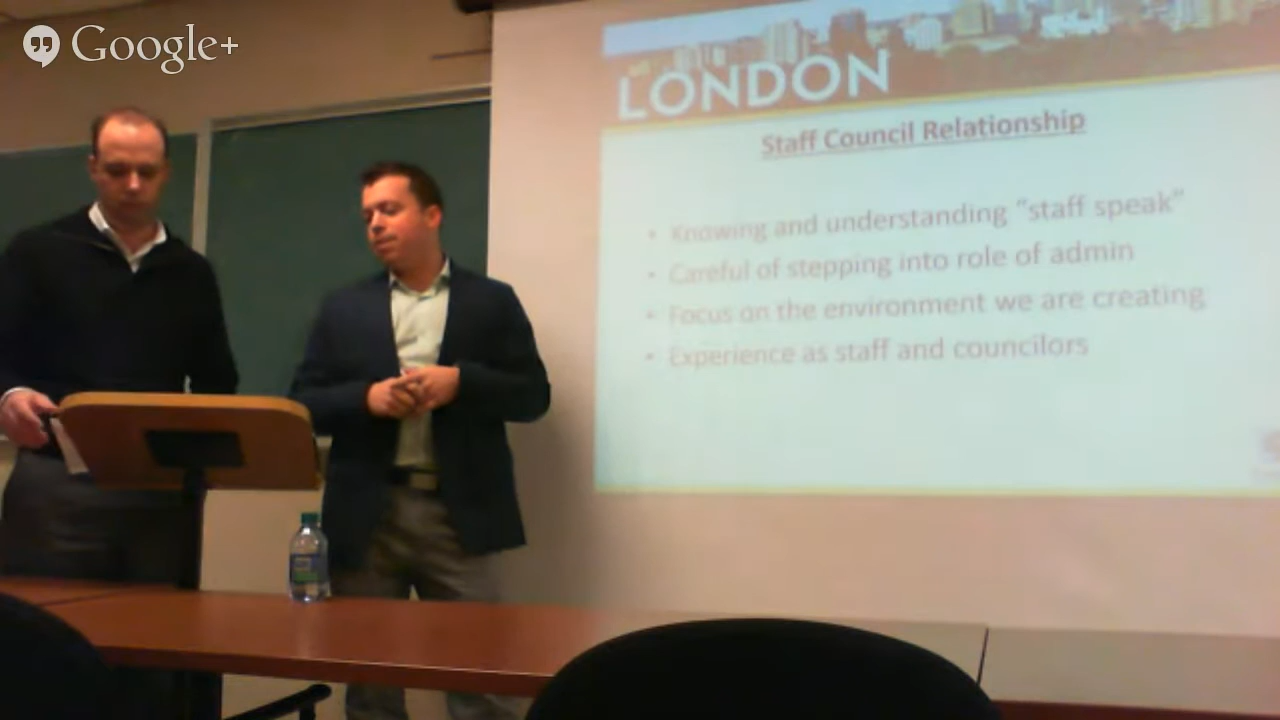 Google+
LONDON
Staff Council Relationship
• Knowing and understanding “staff speak”
• Careful of stepping into role of admin
• Focus on the environment we are creating
• Experience as staff and councilors